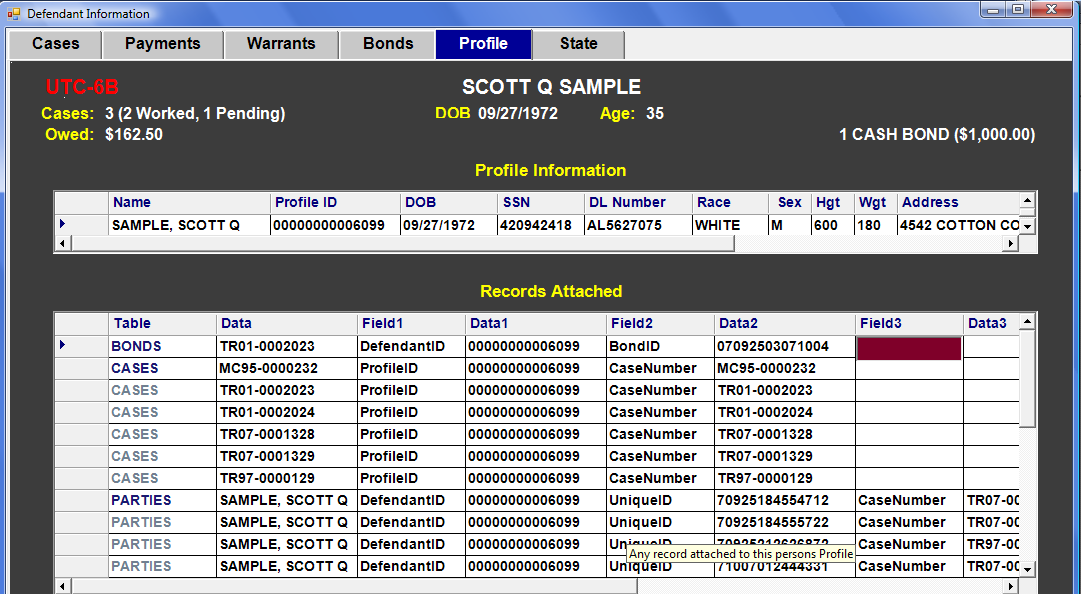 Defendant Information
Cases Payments Warrants Bonds Profile State
UTC-6B SCOTT Q SAMPLE
Cases: 3 (2 Worked, 1 Pending) DOB 09/27/1972 Age: 35
Owed: $162.50 1 CASH BOND ($1,000.00)
Profile Information
Name Profile ID DOB SSN DL Number Race Sex Hgt Wgt Address
SAMPLE, SCOTT Q 00000000006099 09/27/1972 420942418 AL5627075 WHITE M 600 180 4542 COTTON CO
Records Attached
Table Data Field1 Data1 Field2 Data2 Field3 Data3
BONDS TR01-0002023 DefendantID 00000000006099 BondID 07092503071004
CASES MC95-0000232 ProfileID 00000000006099 CaseNumber MC95-0000232
CASES TR01-0002023 ProfileID 00000000006099 CaseNumber TR01-0002023
CASES TR01-0002024 ProfileID 00000000006099 CaseNumber TR01-0002024
CASES TR07-0001328 ProfileID 00000000006099 CaseNumber TR07-0001328
CASES TR07-0001329 ProfileID 00000000006099 CaseNumber TR07-0001329
CASES TR97-0000129 ProfileID 00000000006099 CaseNumber TR97-0000129
PARTIES SAMPLE, SCOTT Q DefendantID 00000000006099 UniqueID 70925184554712 CaseNumber TR07-00
PARTIES SAMPLE, SCOTT Q DefendantID 00000000006099 UniqueID 70925184555722 CaseNumber TR07-00
PARTIES SAMPLE, SCOTT Q DefendantID 00000000006099 CaseNumber TR97-00
Any record attached to this persons Profile
PARTIES SAMPLE, SCOTT Q DefendantID 00000000006099 UniqueID 71007012444331 CaseNumber TR07-00